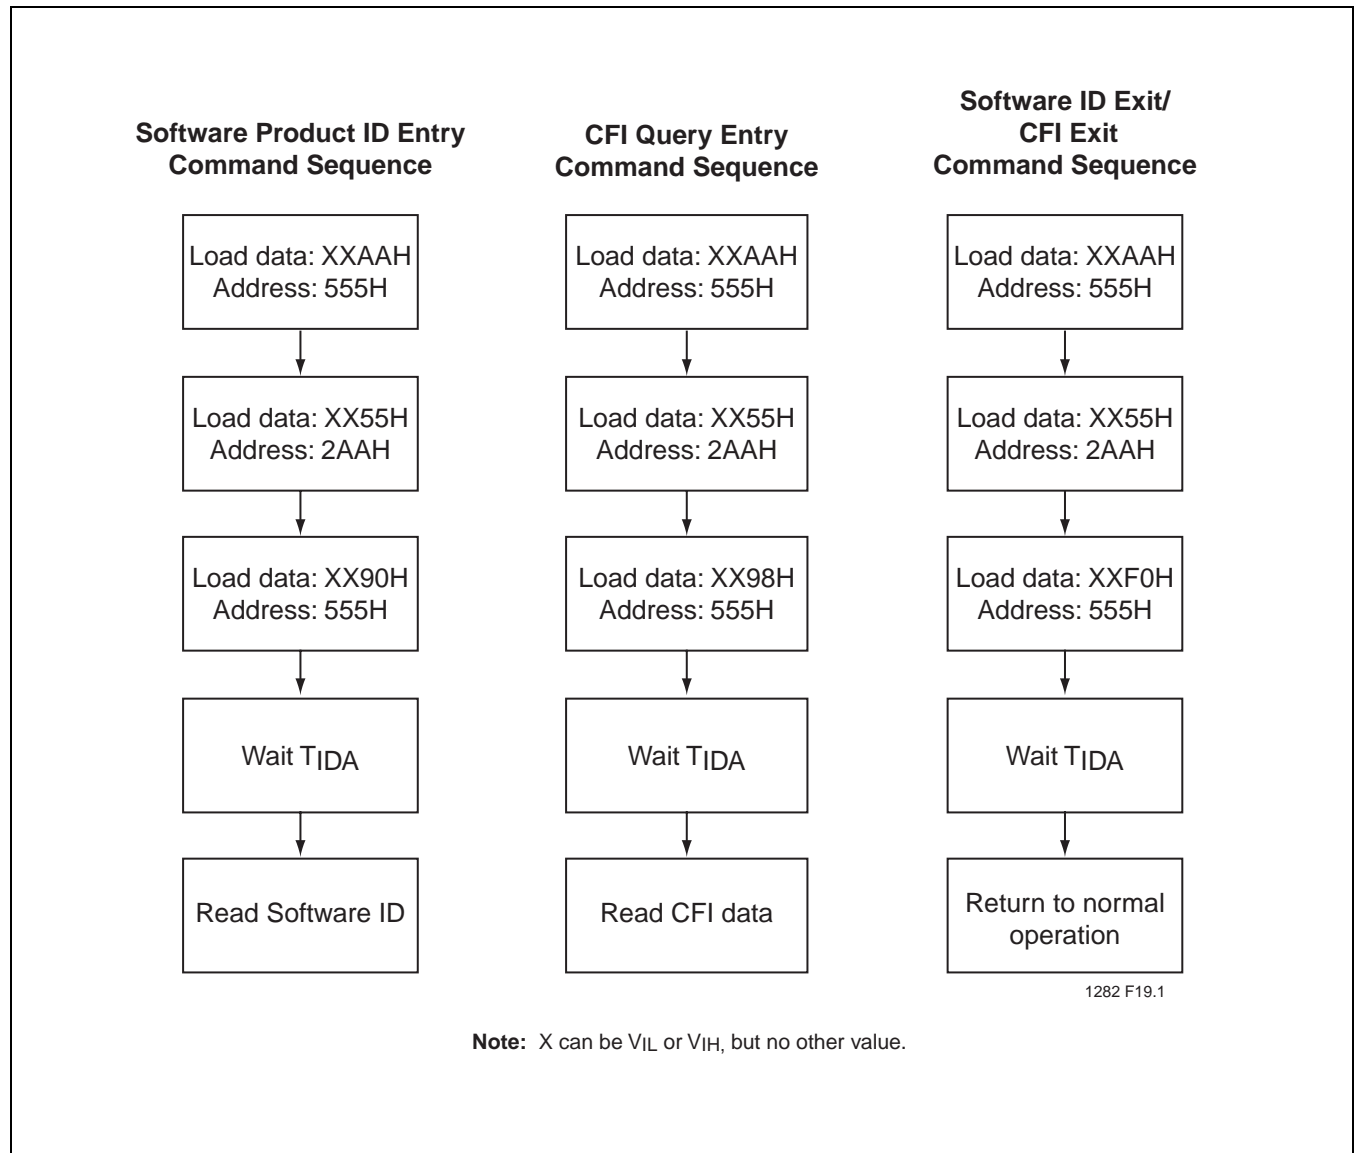 Software Product ID Entry
Command Sequence
Load data: XXAAH
Address: 555H
Load data: XX55H
Address: 2AAH
Load data: XX90H
Address: 555H
Wait TIDA
Read Software ID
CFI Query Entry
Command Sequence
Load data: XXAAH
Address: 555H
Load data: XX55H
Address: 2AAH
Load data: XX98H
Address: 555H
Wait TIDA
Read CFI data
Software ID Exit/
CFI Exit
Command Sequence
Load data: XXAAH
Address: 555H
Load data: XX55H
Address: 2AAH
Load data: XXF0H
Address: 555H
Wait TIDA
Return to normal
operation
1282 F19.1
Note: X can be VIL or VIH, but no other value.